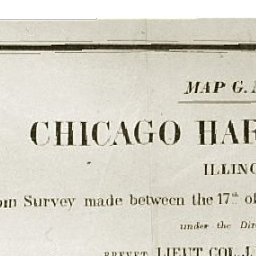 MAP G.
CHICAGO HAR
ILLINO
om Survey made between the 17th of
under the Dir
BREVET LIEUT COL. J.